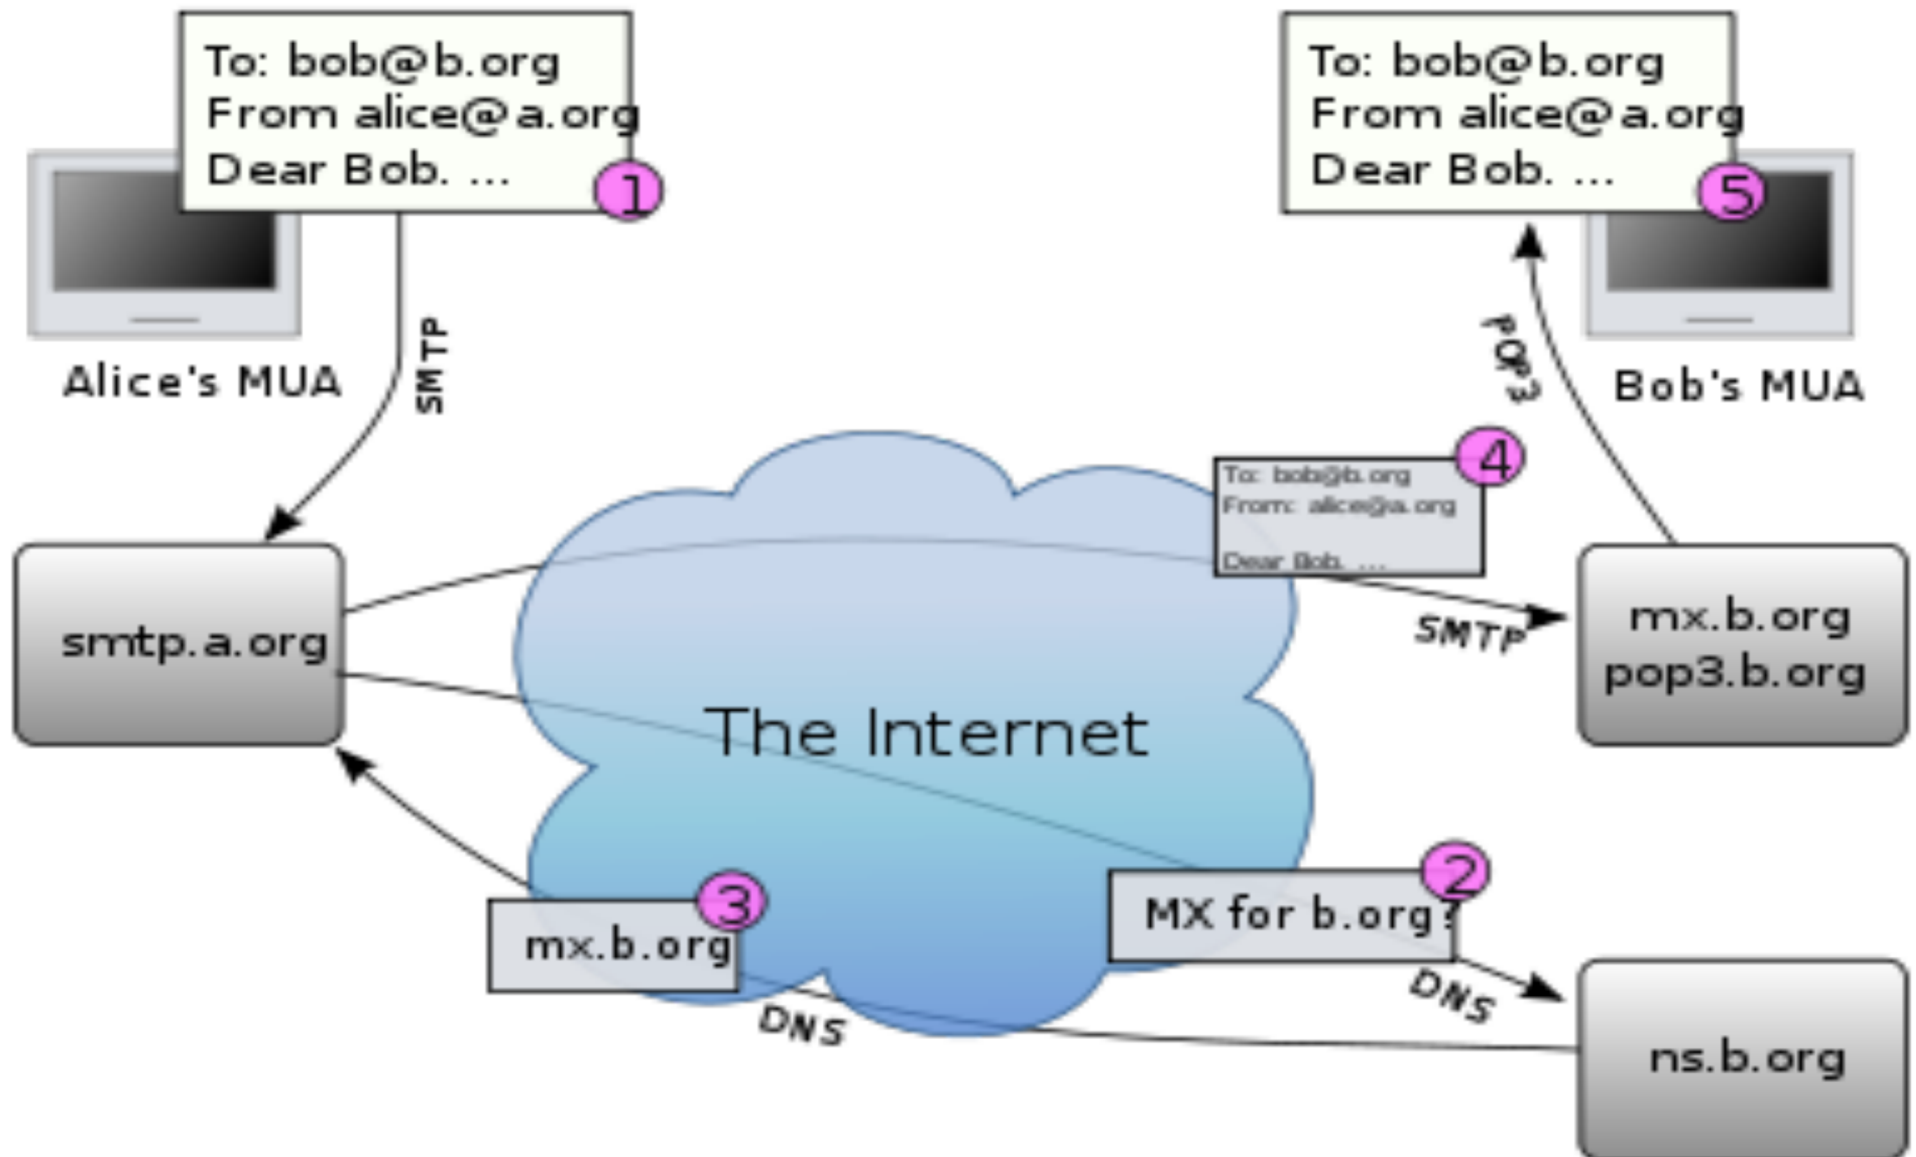 To: bob@b.org
From alice@a.org
Dear Bob. ...
1
Alice's MUA
SMTP
To: bob@b.org
From alice@a.org
Dear Bob. ...
5
Bob's MUA
POP3
To: bob@b.org
From: alice@a.org
Dear Bob. ...
4
smtp.a.org
SMTP
mx.b.org
pop3.b.org
The Internet
MX for b.org?
2
DNS
mx.b.org
3
DNS
ns.b.org